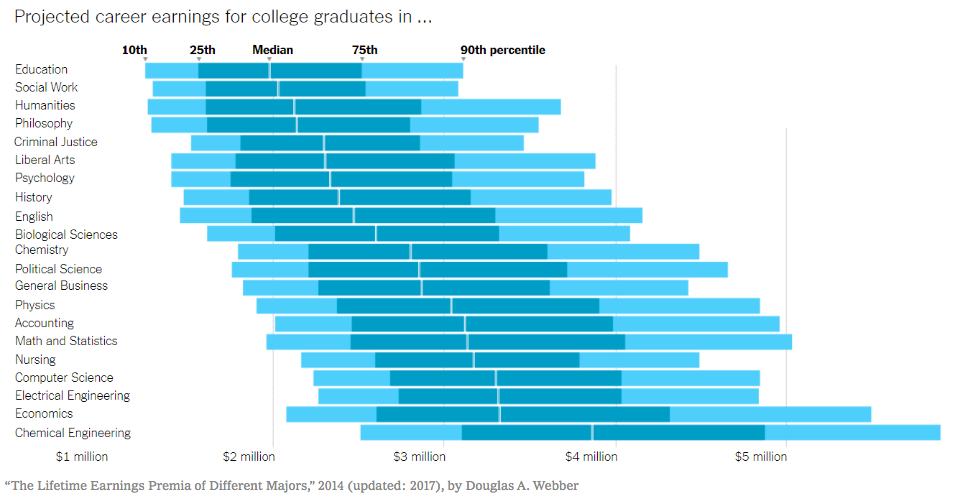 Projected career earnings for college graduates in ...
10th 25th Median 75th 90th percentile
Education
Social Work
Humanities
Philosophy
Criminal Justice
Liberal Arts
Psychology
History
English
Biological Sciences
Chemistry
Political Science
General Business
Physics
Accounting
Math and Statistics
Nursing
Computer Science
Electrical Engineering
Economics
Chemical Engineering
$1 million $2 million $3 million $4 million $5 million
“The Lifetime Earnings Premia of Different Majors,” 2014 (updated: 2017), by Douglas A. Webber